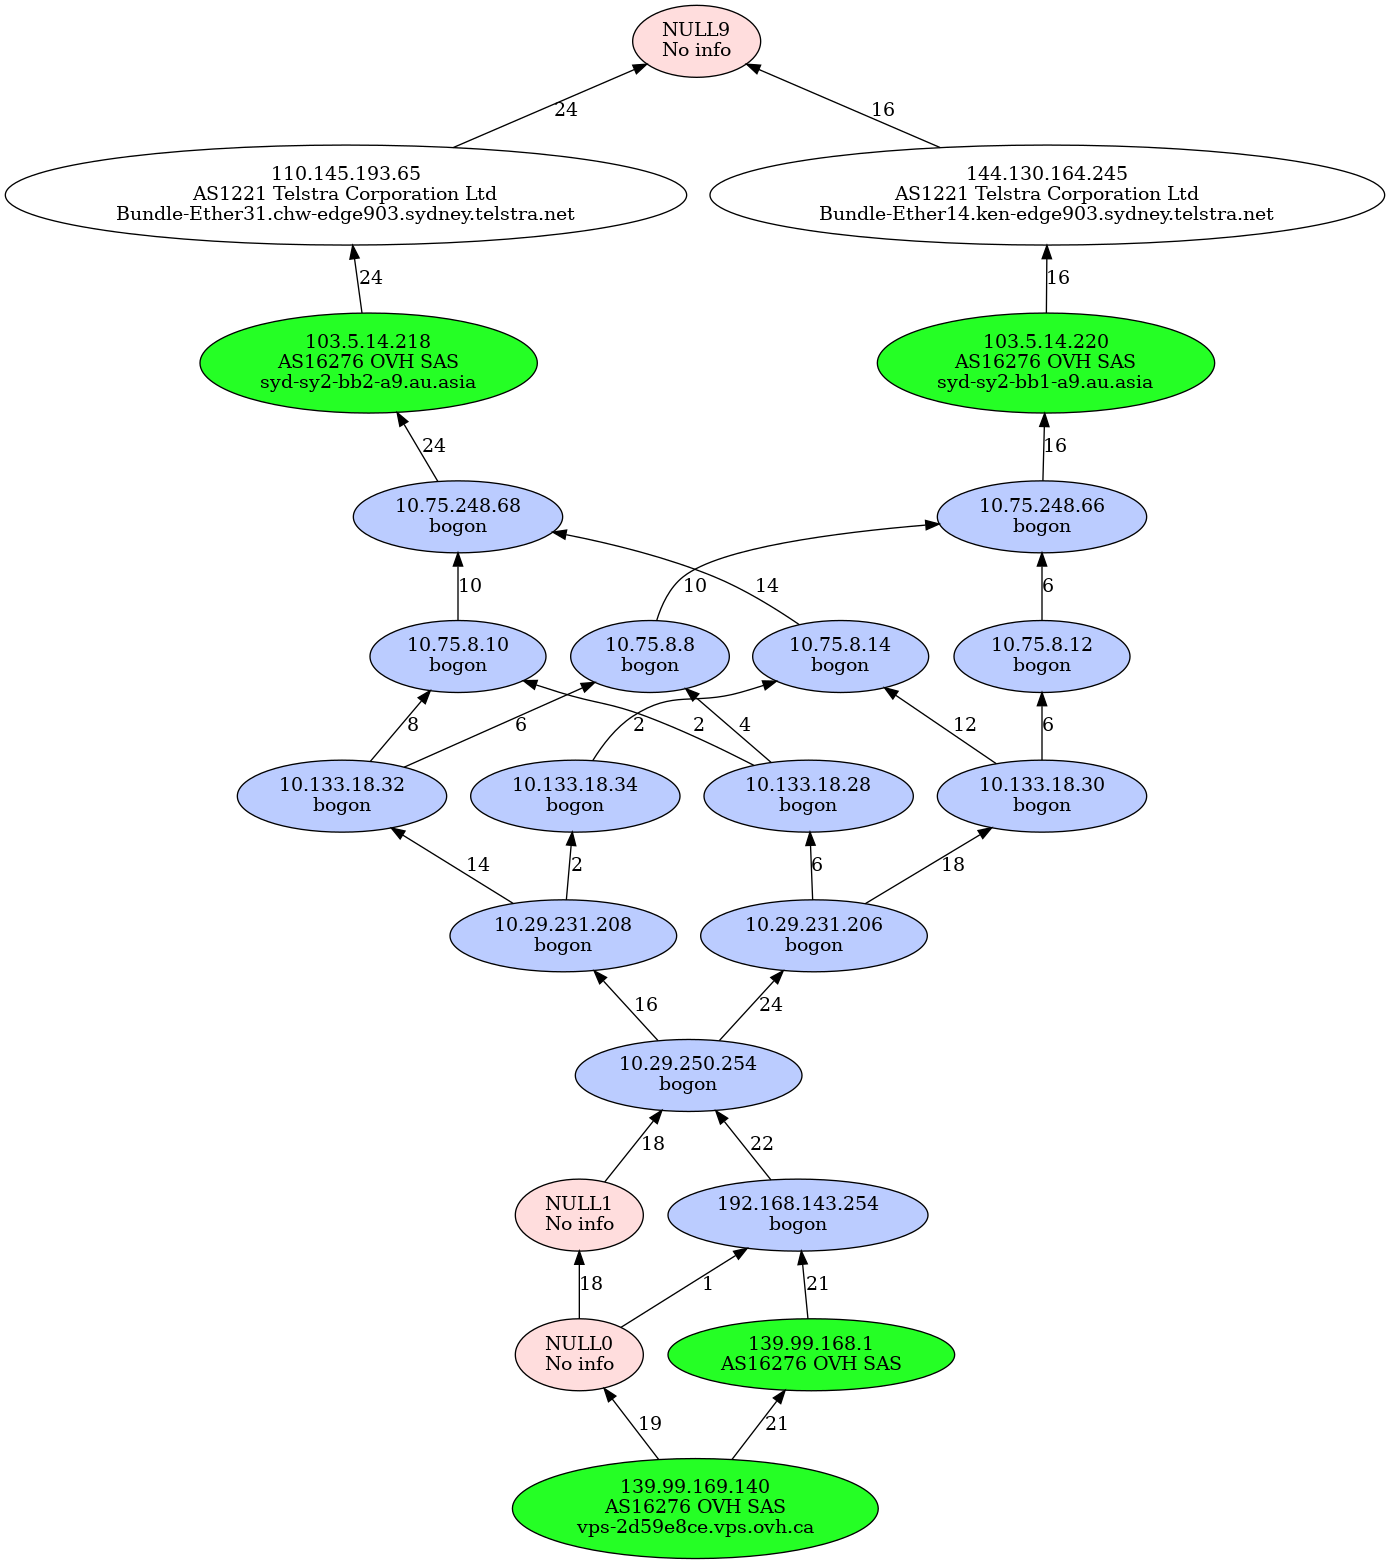 NULL9
No info
24
16
110.145.193.65
AS1221 Telstra Corporation Ltd
Bundle-Ether31.chw-edge903.sydney.telstra.net
144.130.164.245
AS1221 Telstra Corporation Ltd
Bundle-Ether14.ken-edge903.sydney.telstra.net
24
16
103.5.14.218
AS16276 OVH SAS
syd-sy2-bb2-a9.au.asia
103.5.14.220
AS16276 OVH SAS
syd-sy2-bb1-a9.au.asia
24
16
10.75.248.68
bogon
10.75.248.66
bogon
10
10
14
6
10.75.8.10
bogon
10.75.8.8
bogon
10.75.8.14
bogon
10.75.8.12
bogon
8
6
2
2
4
12
6
10.133.18.32
bogon
10.133.18.34
bogon
10.133.18.28
bogon
10.133.18.30
bogon
14
2
6
18
10.29.231.208
bogon
10.29.231.206
bogon
16
24
10.29.250.254
bogon
18
22
NULL1
No info
192.168.143.254
bogon
18
1
21
NULL0
No info
139.99.168.1
AS16276 OVH SAS
19
21
139.99.169.140
AS16276 OVH SAS
vps-2d59e8ce.vps.ovh.ca